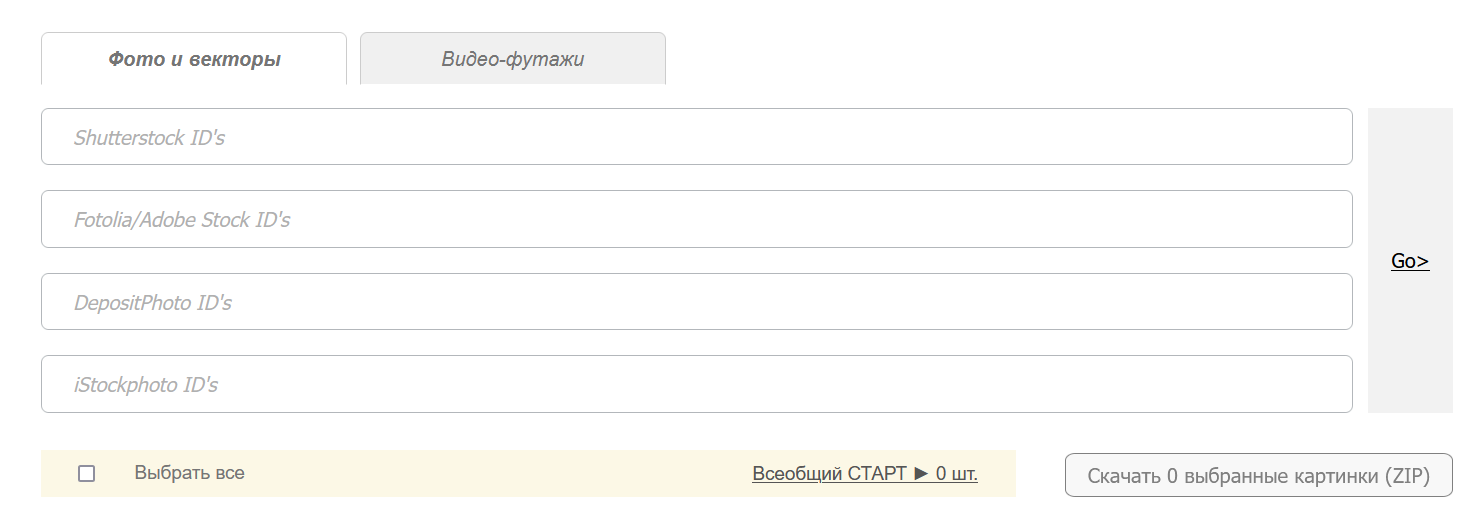 Фото и векторы
Видео-футажи
Shutterstock ID's
Fotolia/Adobe Stock ID's
DepositPhoto ID's
iStockphoto ID's
Go>
Выбрать все
Всеобщий СТАРТ ► 0 шт.
Скачать 0 выбранные картинки (ZIP)